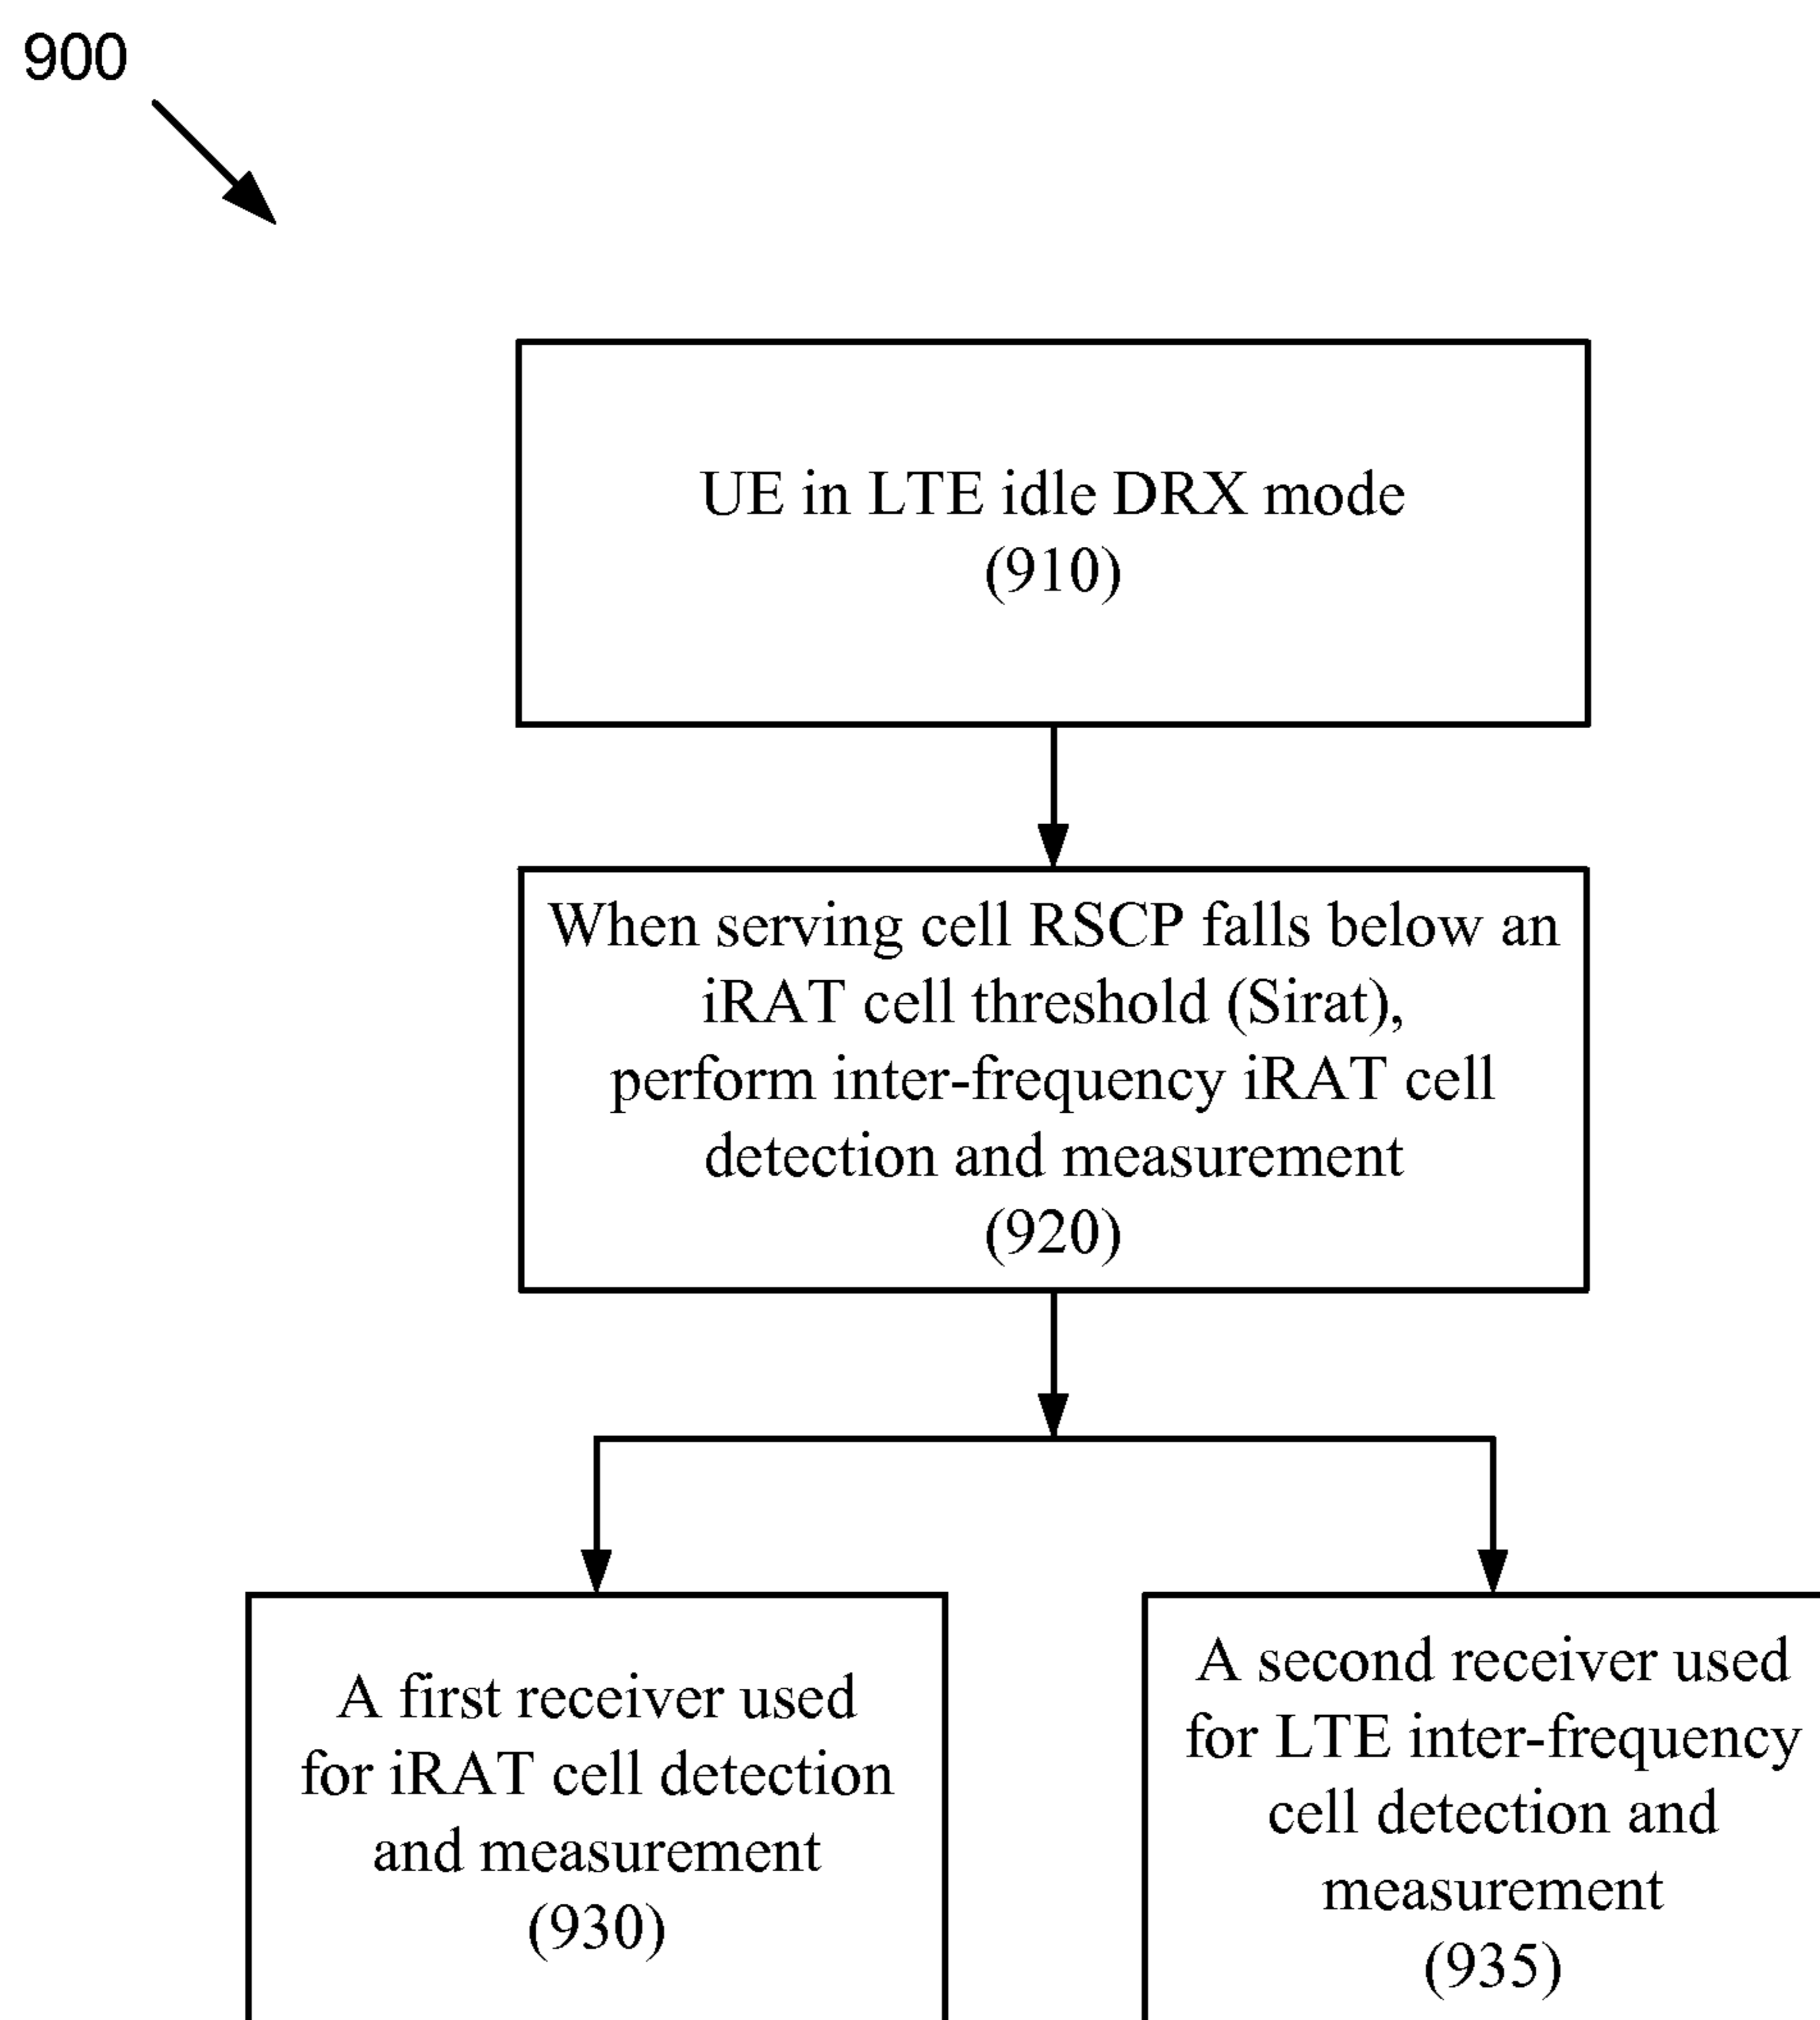 900
UE in LTE idle DRX mode
(910)
When serving cell RSCP falls below an
iRAT cell threshold (Sirat),
perform inter-frequency iRAT cell
detection and measurement
(920)
A first receiver used
for iRAT cell detection
and measurement
(930)
A second receiver used
for LTE inter-frequency
cell detection and
measurement
(935)